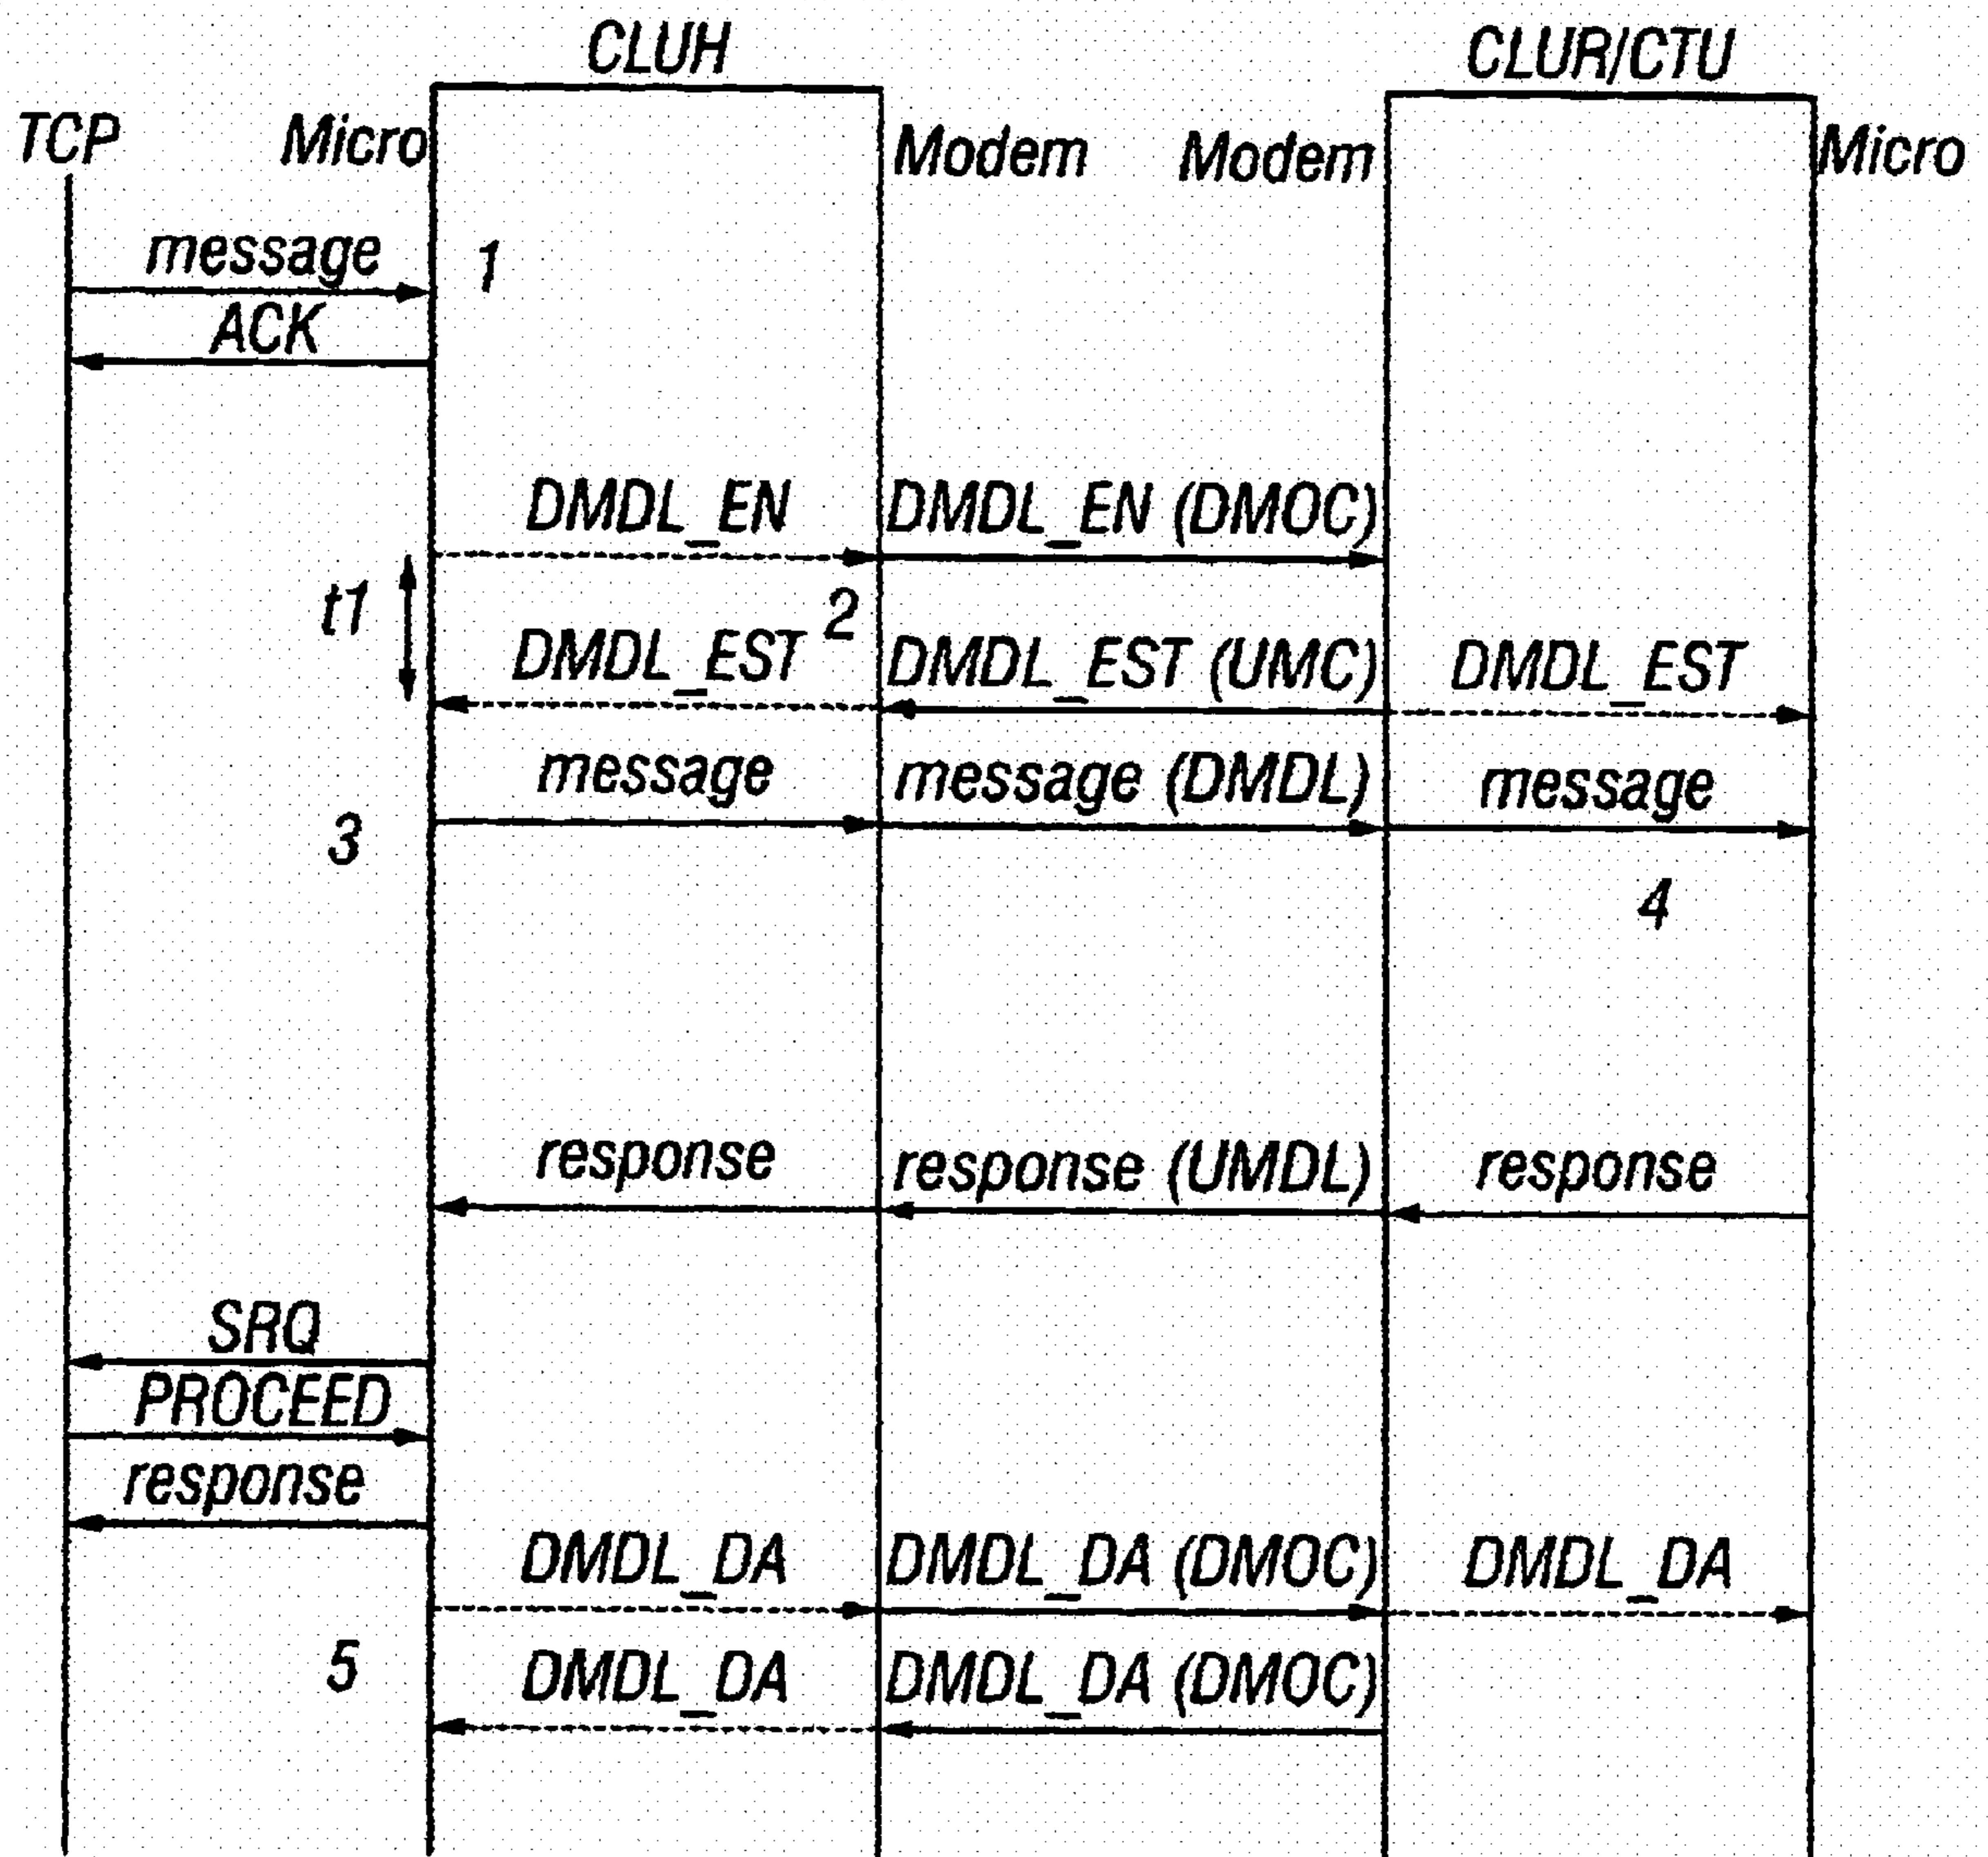 CLUH
CLUR/CTU
TCP Micro Modem Modem Micro
message 1
ACK
DMDL_EN DMDL_EN (DMOC)
t1 2
DMDL_EST DMDL_EST (UMC) DMDL_EST
message message (DMDL) message
3
4
response response (UMDL) response
SRQ
PROCEED
response
DMDL_DA DMDL_DA (DMOC) DMDL_DA
5 DMDL_DA DMDL_DA (DMOC)